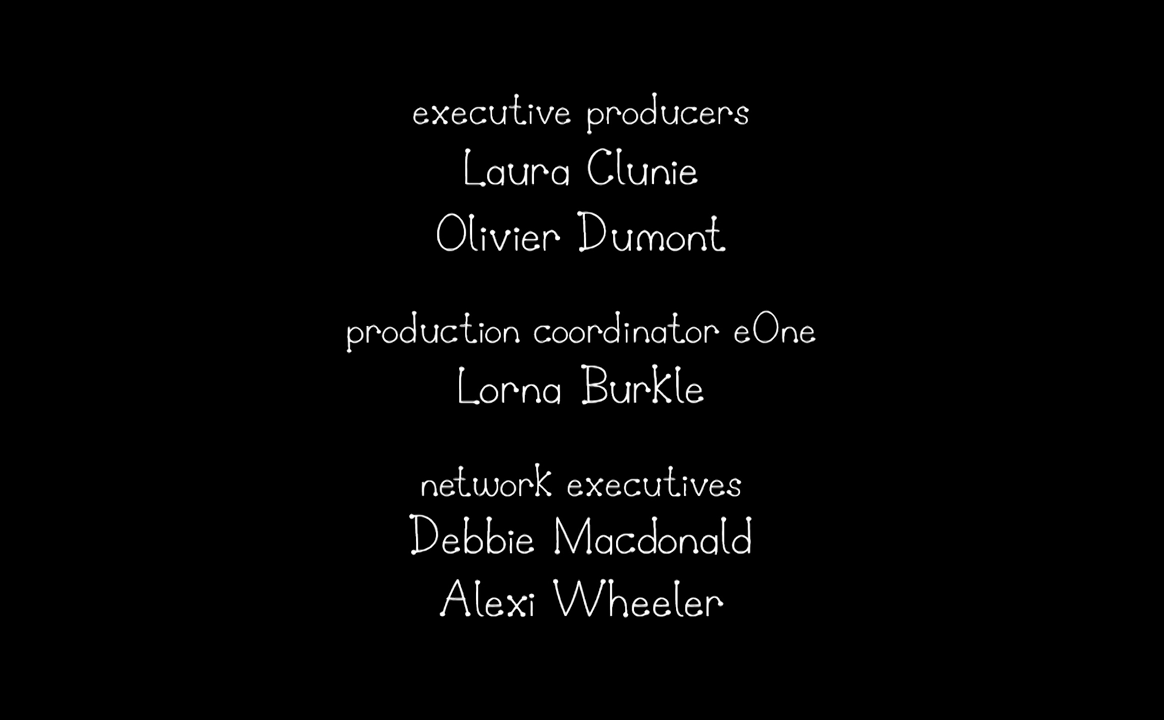 executive producers
Laura Clunie
Olivier Dumont
production coordinator eOne
Lorna Burkle
network executives
Debbie Macdonald
Alexi Wheeler